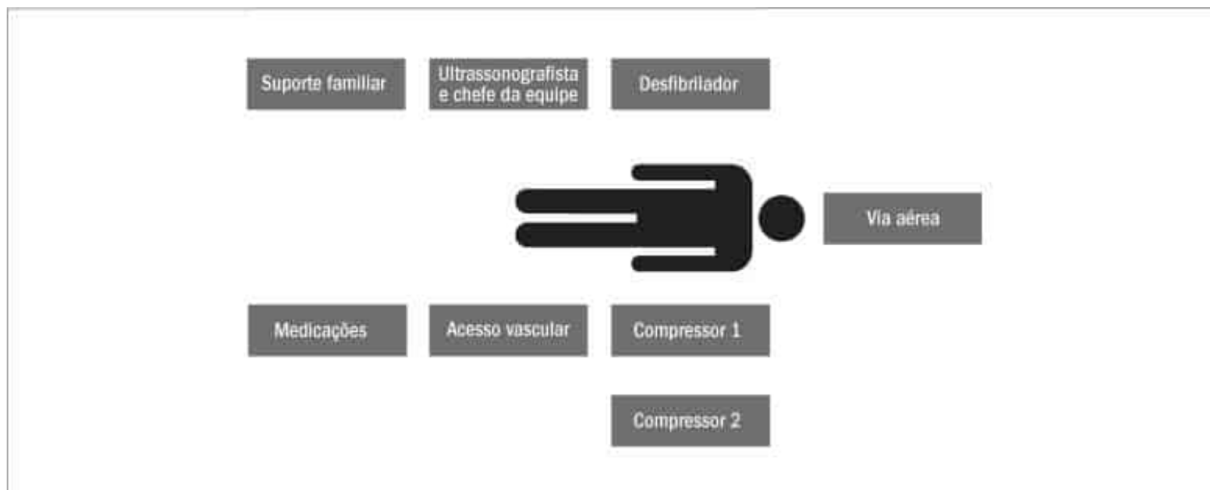 Suporte familiar
Ultrassonografista
e chefe da equipe
Desfibrilador
Via aérea
Medicações
Acesso vascular
Compressor 1
Compressor 2